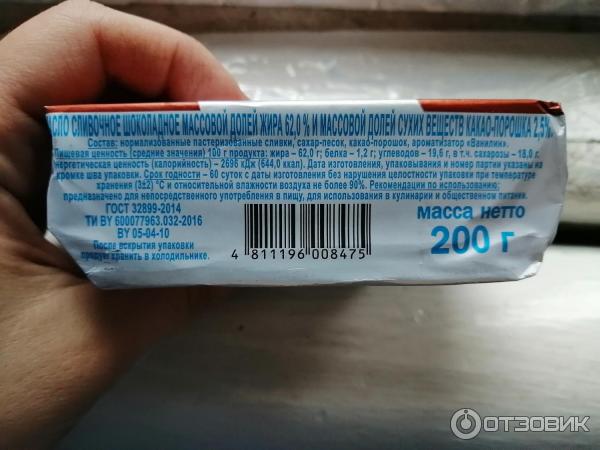 СЛО СЛИВОЧНОЕ ШОКОЛАДНОЕ МАССОВОЙ ДОЛЕЙ ЖИРА 62,0 % И МАССОВОЙ ДОЛЕЙ СУХИХ ВЕЩЕСТВ КАКАО-ПОРОШКА 2,5%
Состав: нормализованные пастеризованные сливки, сахар-песок, какао-порошок, ароматизатор «Ванилин».
Пищевая ценность (средние значения) 100 г продукта: жира – 62,0 г; белка – 1,2 г; углеводов – 19,6 г, в т.ч. сахарозы – 18,0 г.
нергетическая ценность (калорийность) – 2696 кДж (644,0 ккал). Дата изготовления, упаковывания и номер партии указаны на
кромке шва упаковки. Срок годности – 60 суток с даты изготовления без нарушения целостности упаковки при температуре
хранения (3±2) °С и относительной влажности воздуха не более 90%. Рекомендации по использованию:
предназначено для непосредственного употребления в пищу, для использования в кулинарии и общественном питании.
ГОСТ 32899-2014
ТИ BY 600077963.032-2016
BY 05-04-10
После вскрытия упаковки
продукт хранить в холодильнике.
4 811196 008475
масса нетто
200 г
ОТЗОВИК